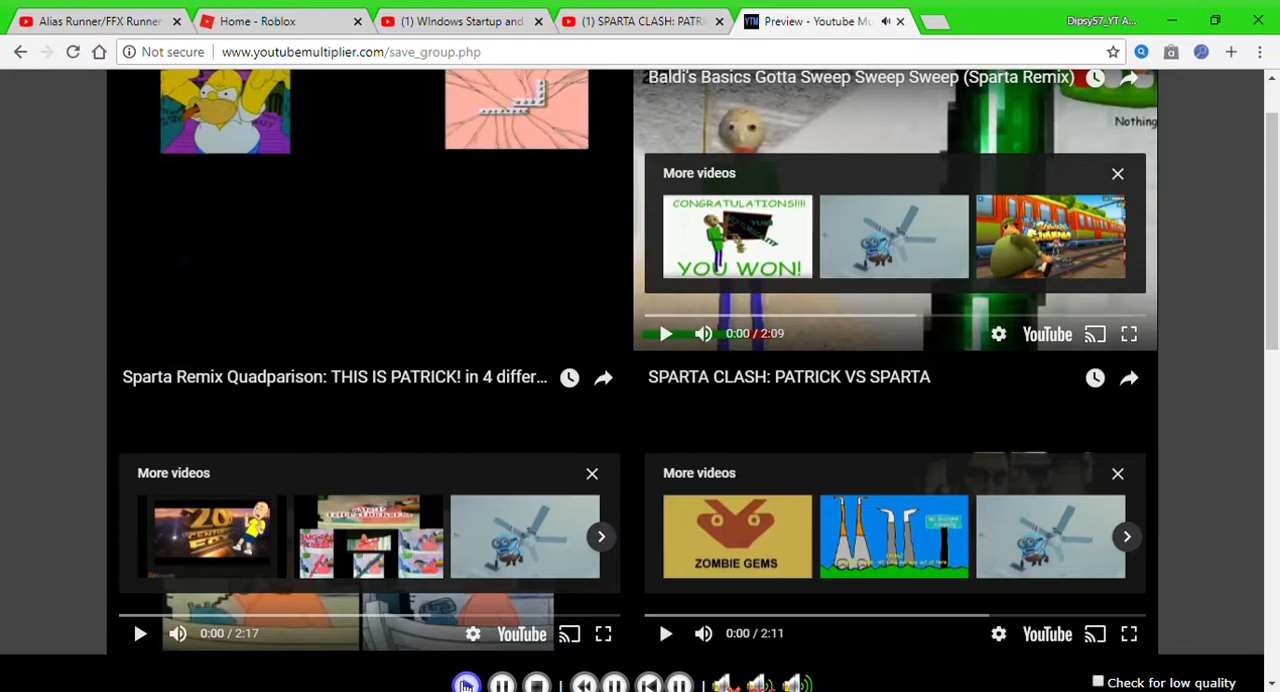 Alias Runner/FFX Runner
Home - Roblox
(1) WIndows Startup and
(1) SPARTA CLASH: PATRI
YTM
Preview - Youtube Mu
Dipsy57_YT A...
Not secure
www.youtubemultiplier.com/save_group.php
Baldi's Basics Gotta Sweep Sweep Sweep (Sparta Remix)
Nothing
More videos
CONGRATULATIONS!!!!
YOU WON!
0:00 / 2:09
YouTube
Sparta Remix Quadparison: THIS IS PATRICK! in 4 differ...
SPARTA CLASH: PATRICK VS SPARTA
More videos
More videos
ZOMBIE GEMS
0:00 / 2:17
YouTube
0:00 / 2:11
YouTube
Check for low quality